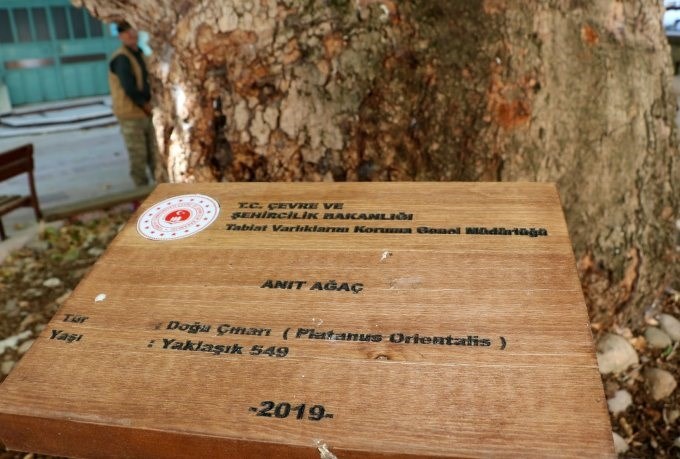 T.C. ÇEVRE VE
ŞEHİRCİLİK BAKANLIĞI
Tabiat Varlıklarını Koruma Genel Müdürlüğü
ANIT AĞAÇ
Tür : Doğu Çınarı ( Platanus Orientalis )
Yaşı : Yaklaşık 549
-2019-